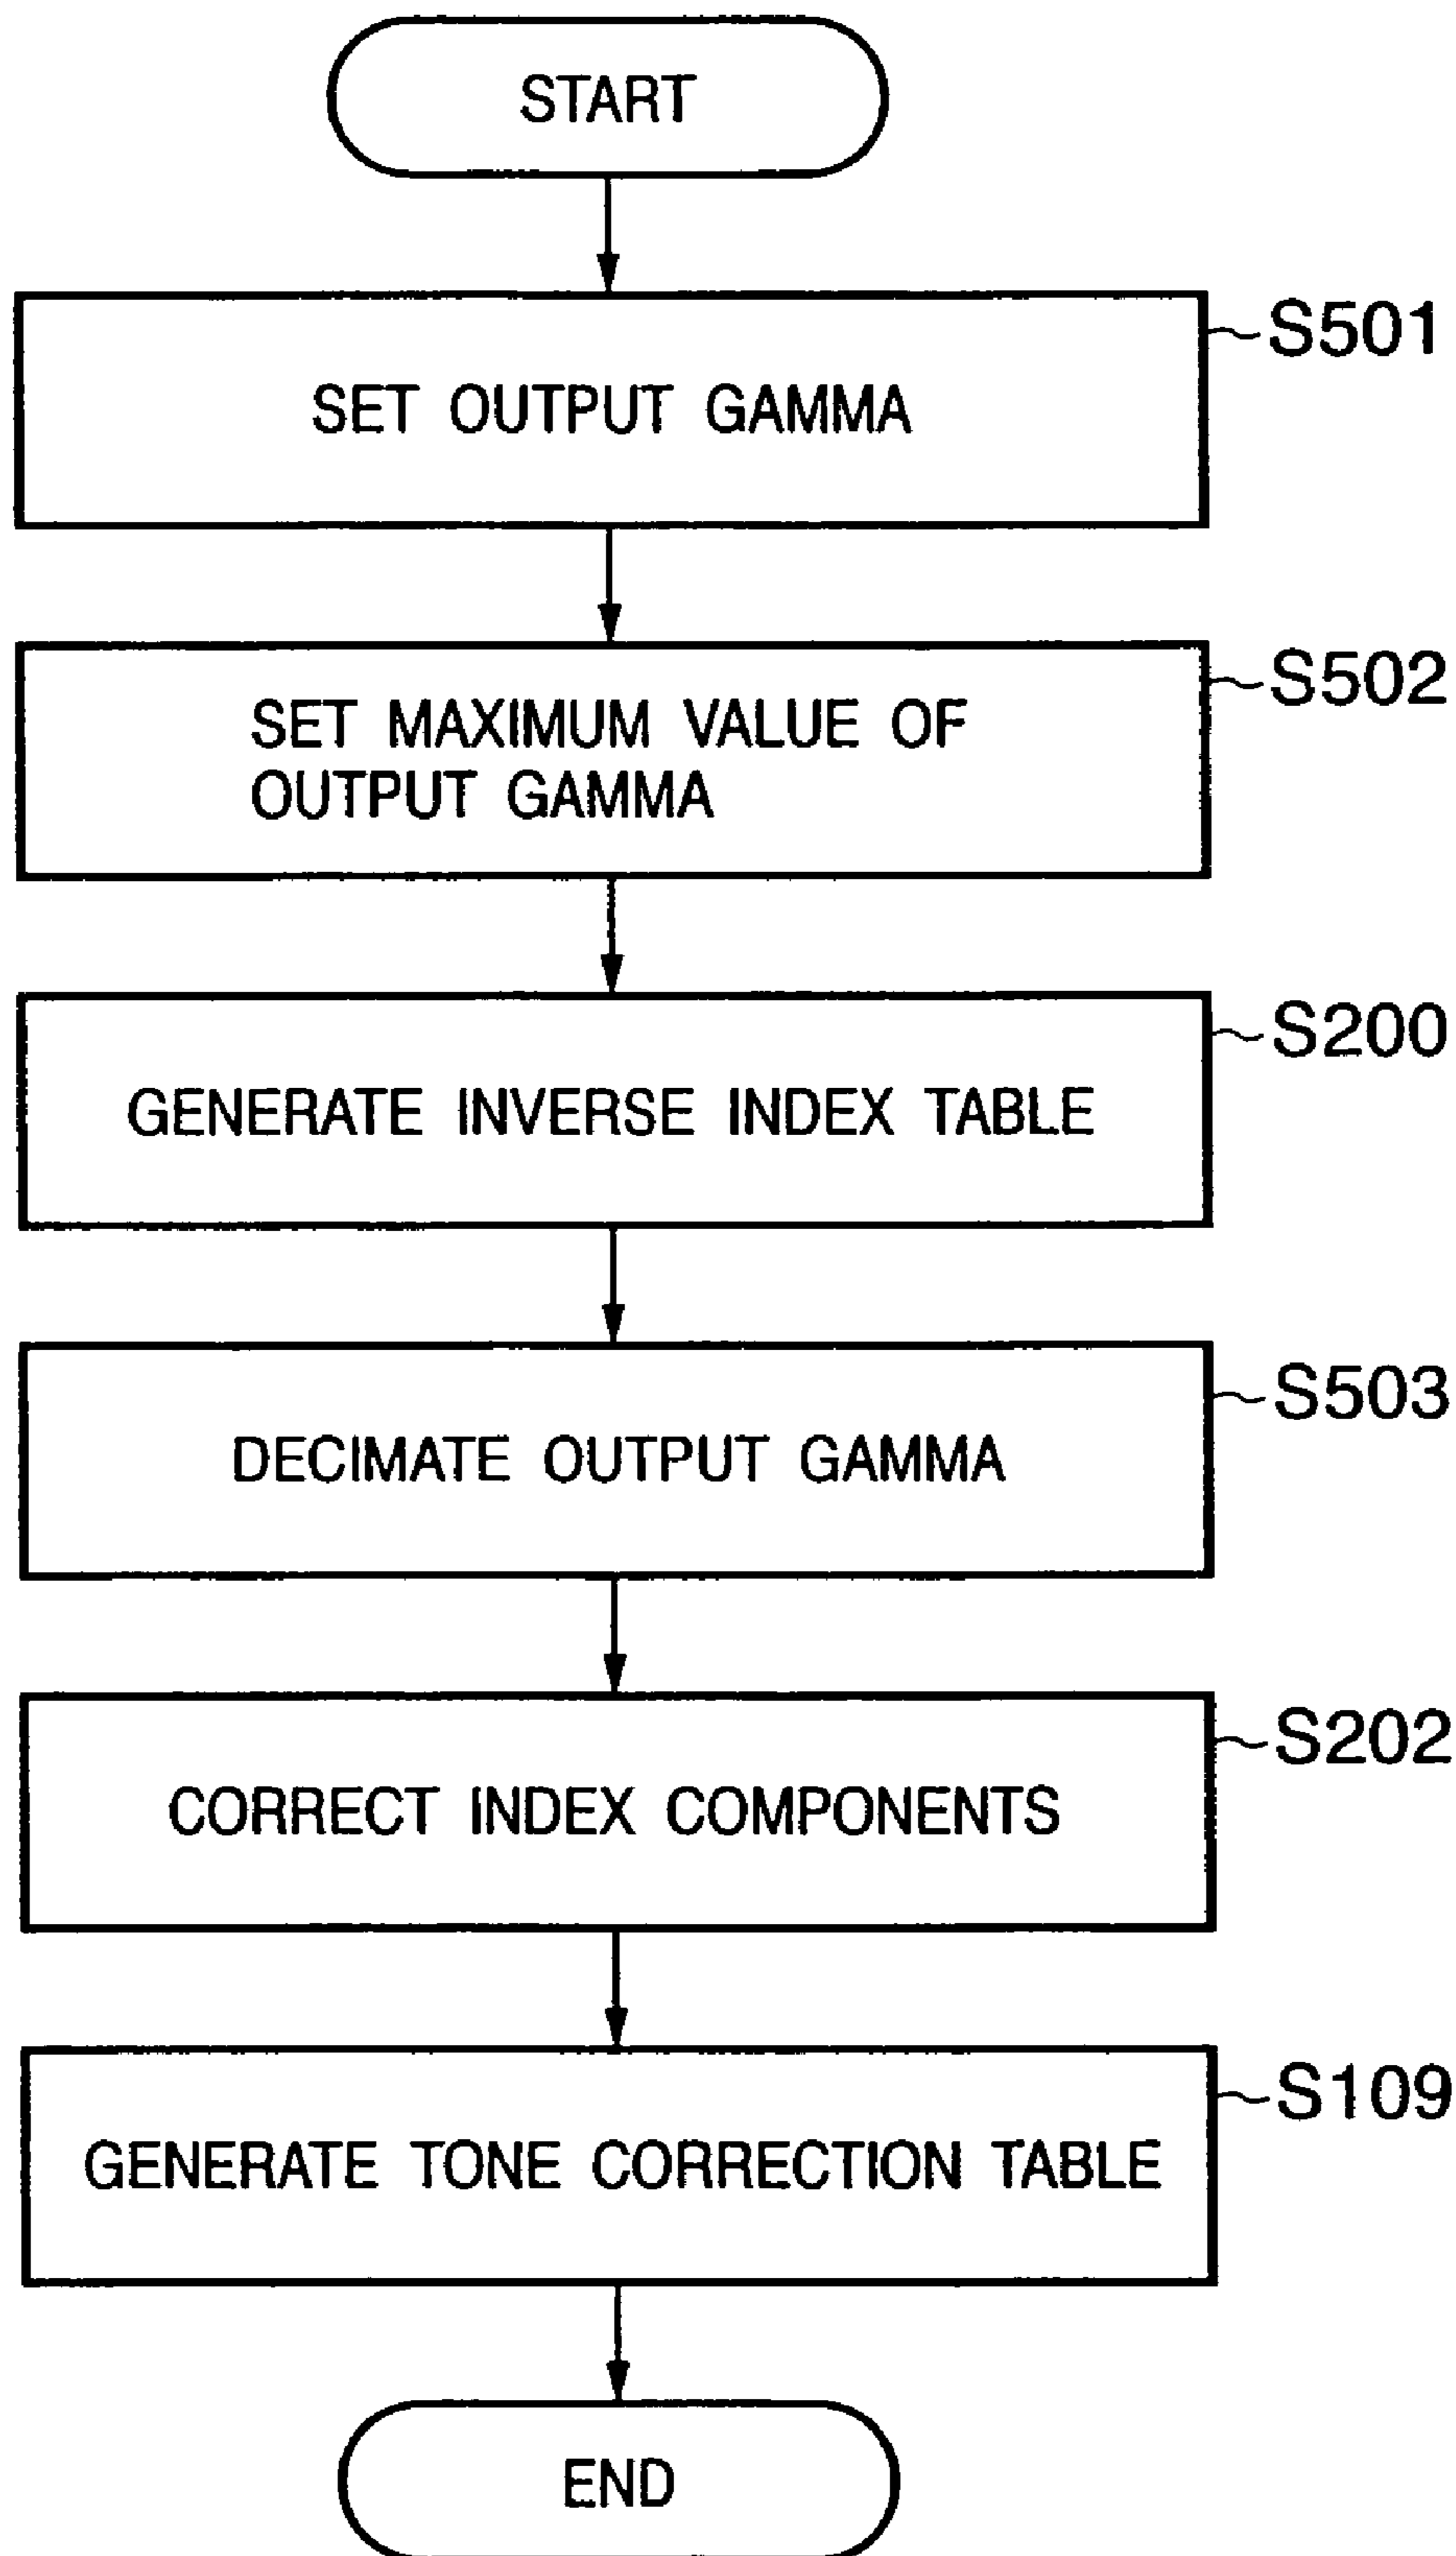 START
S501
SET OUTPUT GAMMA
S502
SET MAXIMUM VALUE OF
OUTPUT GAMMA
S200
GENERATE INVERSE INDEX TABLE
S503
DECIMATE OUTPUT GAMMA
S202
CORRECT INDEX COMPONENTS
S109
GENERATE TONE CORRECTION TABLE
END